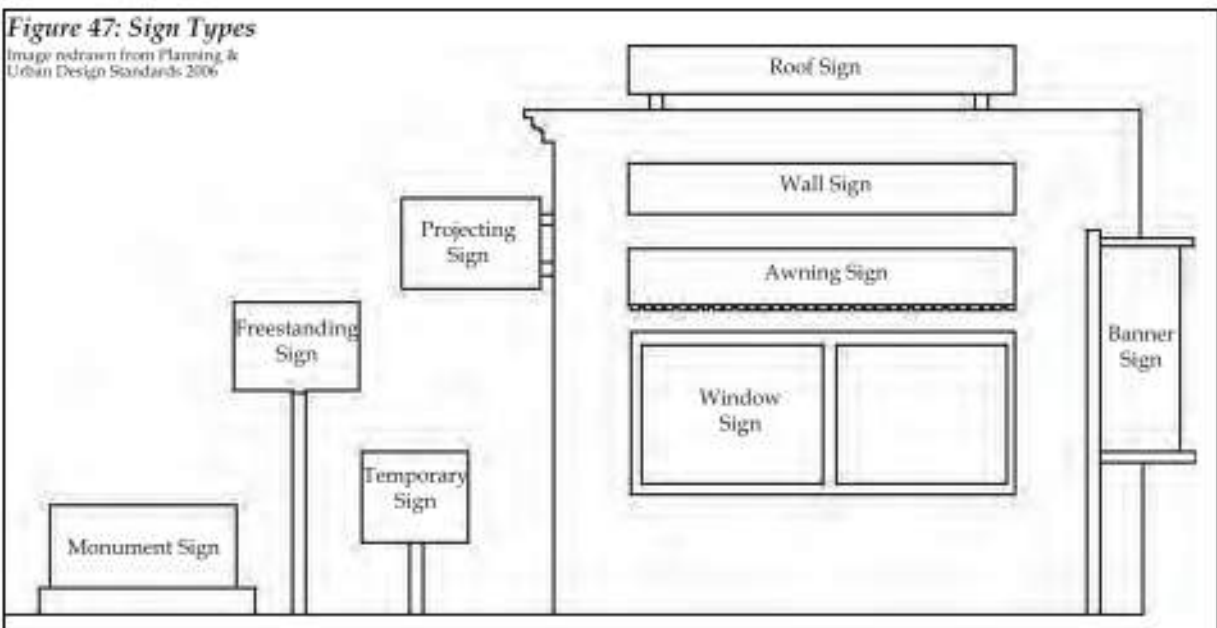 Figure 47: Sign Types
Image redrawn from Planning &
Urban Design Standards 2006
Roof Sign
Wall Sign
Projecting
Sign
Awning Sign
Freestanding
Sign
Banner
Sign
Window
Sign
Temporary
Sign
Monument Sign